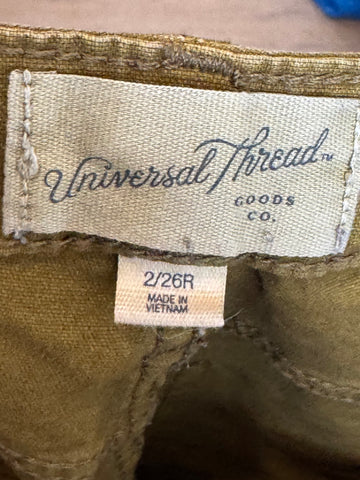 Universal Thread™
GOODS
CO.
2/26R
MADE IN
VIETNAM